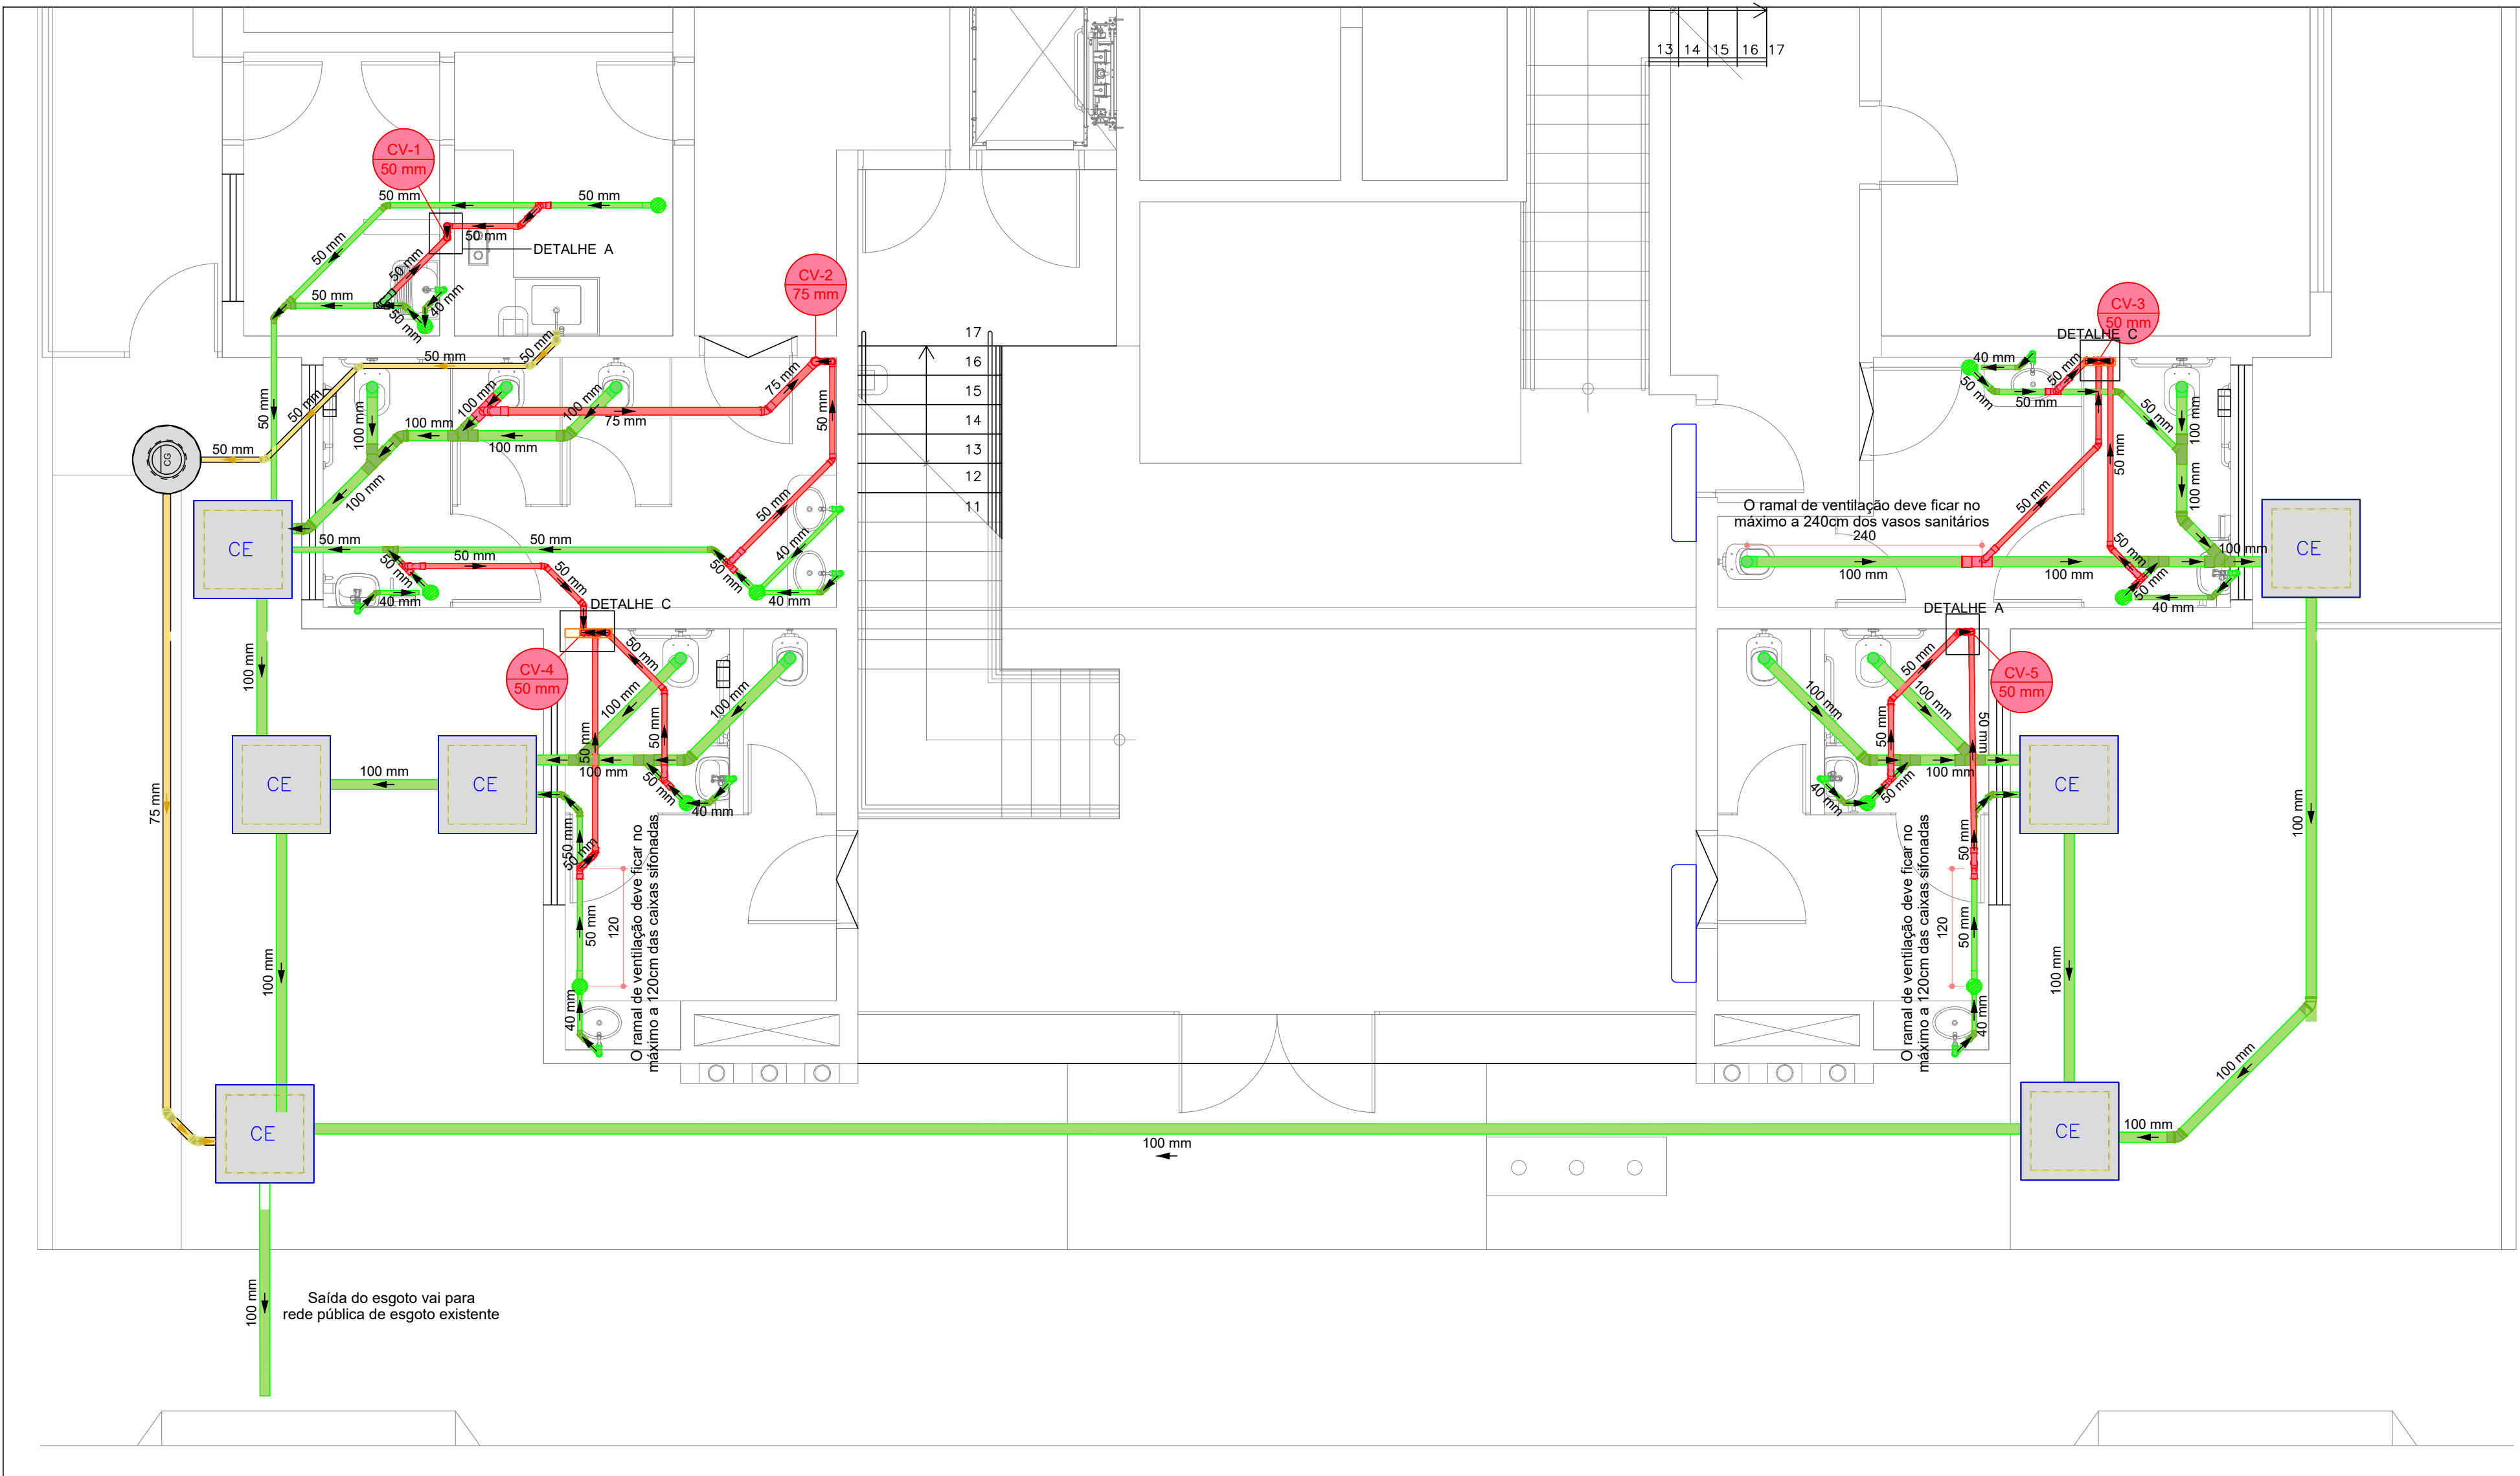 13 14 15 16 17
CV-1
50 mm
50 mm
50 mm
50 mm
DETALHE A
50 mm
50 mm
50 mm
40 mm
50 mm
CV-2
75 mm
CV-3
50 mm
DETALHE C
17
16
15
14
13
12
11
50 mm
50 mm
50 mm
50 mm
50 mm
100 mm
100 mm
100 mm
100 mm
100 mm
100 mm
75 mm
75 mm
50 mm
50 mm
40 mm
40 mm
50 mm
CG
CE
50 mm
50 mm
50 mm
50 mm
50 mm
40 mm
40 mm
50 mm
50 mm
50 mm
50 mm
100 mm
100 mm
50 mm
50 mm
O ramal de ventilação deve ficar no
máximo a 240cm dos vasos sanitários
240
100 mm
100 mm
100 mm
50 mm
50 mm
40 mm
CE
DETALHE C
CV-4
50 mm
50 mm
100 mm
100 mm
50 mm
50 mm
100 mm
50 mm
40 mm
DETALHE A
CV-5
50 mm
50 mm
100 mm
100 mm
50 mm
50 mm
100 mm
50 mm
40 mm
100 mm
CE
100 mm
CE
CE
75 mm
50 mm
50 mm
50 mm
120
40 mm
O ramal de ventilação deve ficar no
máximo a 120cm das caixas sifonadas
50 mm
50 mm
120
40 mm
O ramal de ventilação deve ficar no
máximo a 120cm das caixas sifonadas
100 mm
100 mm
100 mm
100 mm
CE
100 mm
CE
100 mm
100 mm
Saída do esgoto vai para
rede pública de esgoto existente